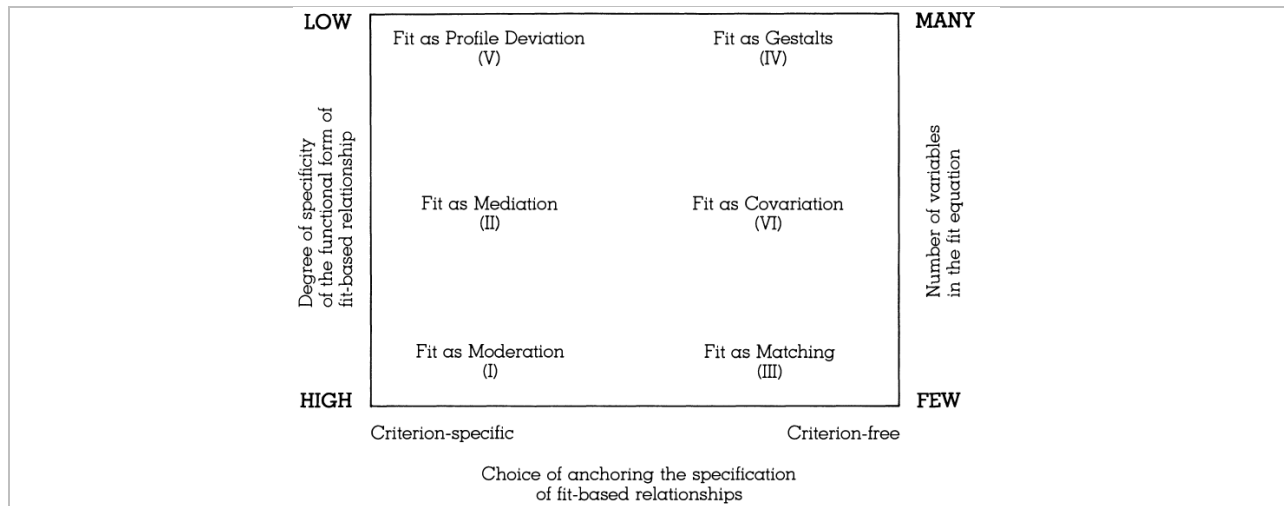 LOW
MANY
Fit as Profile Deviation
(V)
Fit as Gestalts
(IV)
Degree of specificity
of the functional form of
fit-based relationship
Fit as Mediation
(II)
Fit as Covariation
(VI)
Number of variables
in the fit equation
Fit as Moderation
(I)
Fit as Matching
(III)
HIGH
FEW
Criterion-specific
Criterion-free
Choice of anchoring the specification
of fit-based relationships